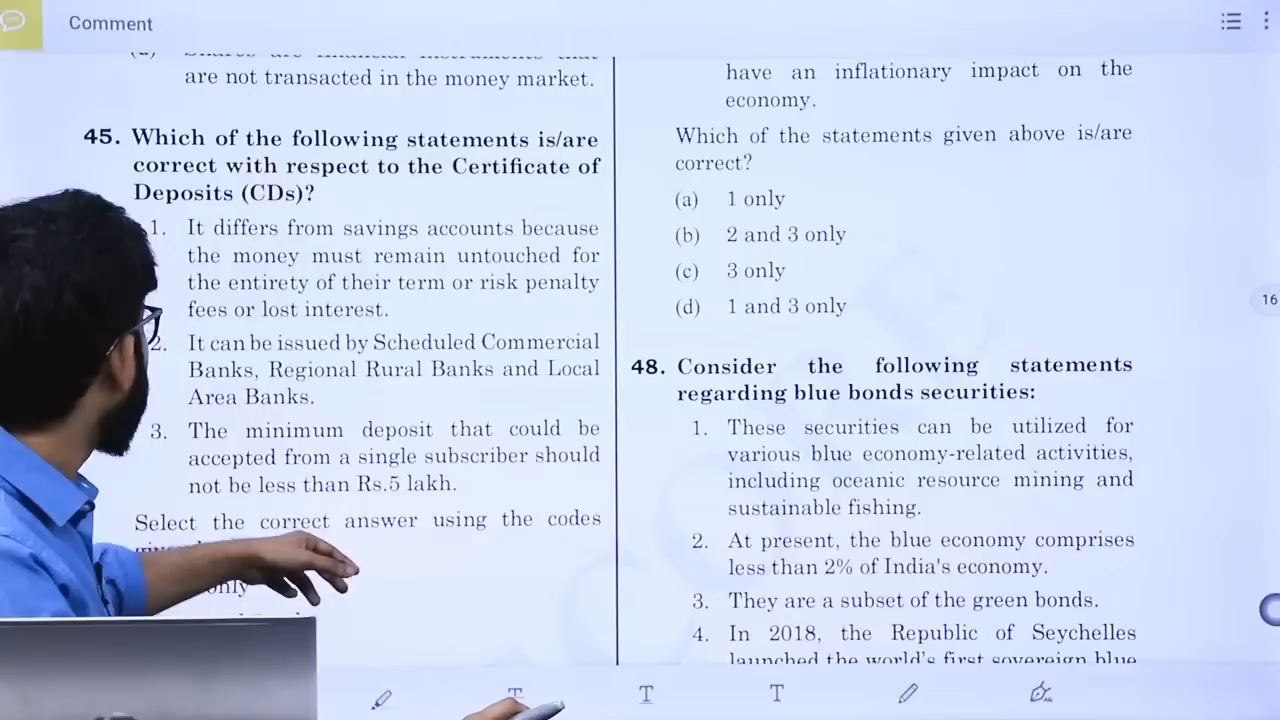 Comment
are not transacted in the money market.
45. Which of the following statements is/are
correct with respect to the Certificate of
Deposits (CDs)?
1. It differs from savings accounts because
the money must remain untouched for
the entirety of their term or risk penalty
fees or lost interest.
2. It can be issued by Scheduled Commercial
Banks, Regional Rural Banks and Local
Area Banks.
3. The minimum deposit that could be
accepted from a single subscriber should
not be less than Rs.5 lakh.
Select the correct answer using the codes
only
have an inflationary impact on the
economy.
Which of the statements given above is/are
correct?
(a) 1 only
(b) 2 and 3 only
(c) 3 only
(d) 1 and 3 only
48. Consider the following statements
regarding blue bonds securities:
1. These securities can be utilized for
various blue economy-related activities,
including oceanic resource mining and
sustainable fishing.
2. At present, the blue economy comprises
less than 2% of India's economy.
3. They are a subset of the green bonds.
4. In 2018, the Republic of Seychelles
launched the world's first sovereign blue
16